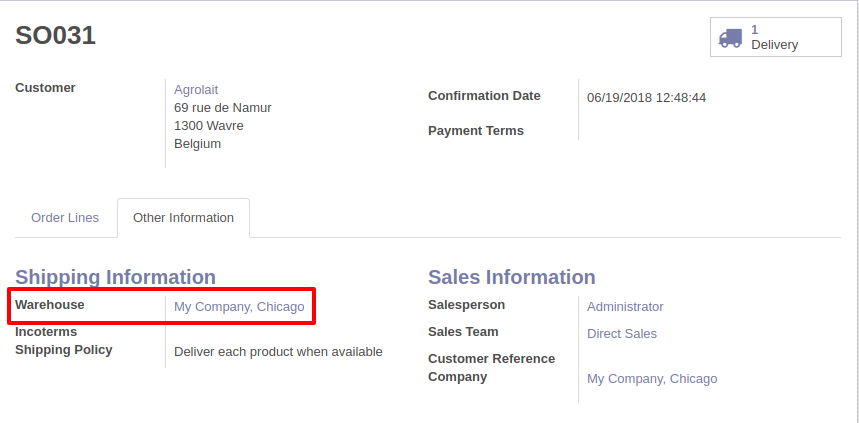 SO031
1
Delivery
Customer
Agrolait
69 rue de Namur
1300 Wavre
Belgium
Confirmation Date
06/19/2018 12:48:44
Payment Terms
Order Lines
Other Information
Shipping Information
Warehouse
My Company, Chicago
Incoterms
Shipping Policy
Deliver each product when available
Sales Information
Salesperson
Administrator
Sales Team
Direct Sales
Customer Reference
Company
My Company, Chicago